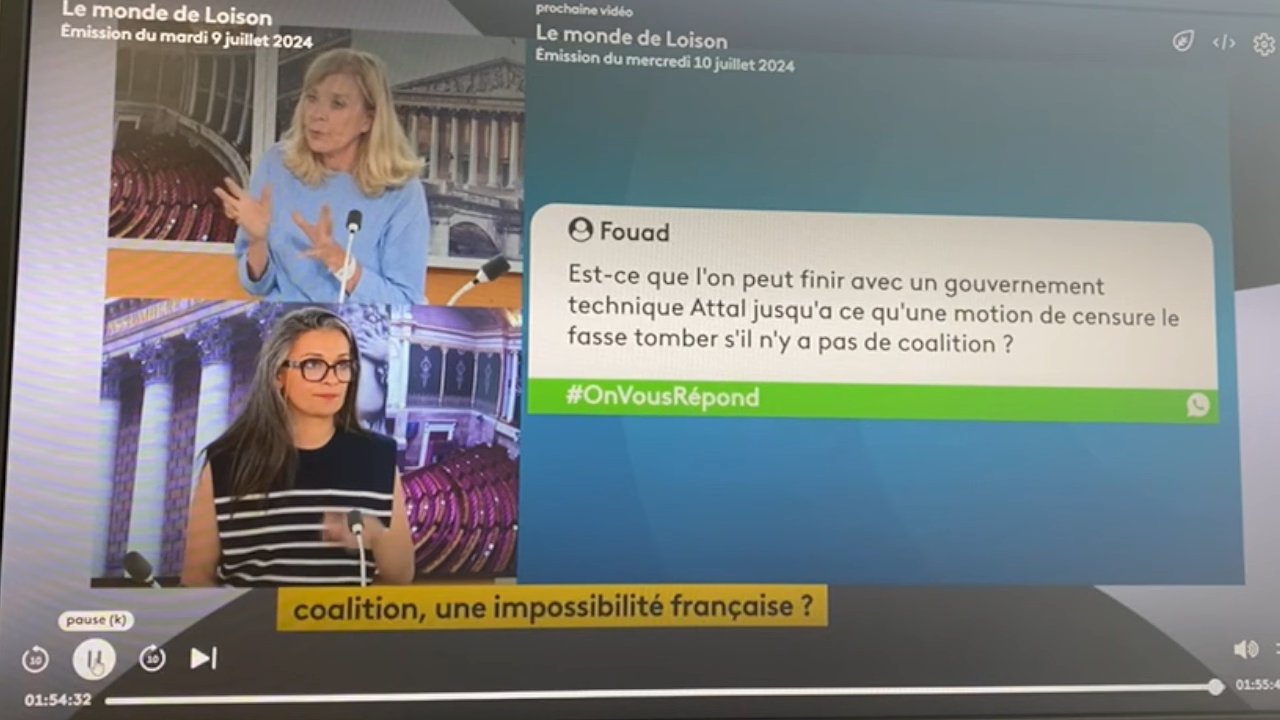 Le monde de Loison
Émission du mardi 9 juillet 2024
prochaine vidéo
Le monde de Loison
Émission du mercredi 10 juillet 2024
Fouad
Est-ce que l'on peut finir avec un gouvernement
technique Attal jusqu'a ce qu'une motion de censure le
fasse tomber s'il n'y a pas de coalition ?
#OnVousRépond
coalition, une impossibilité française ?
pause (k)
10
10
01:54:32